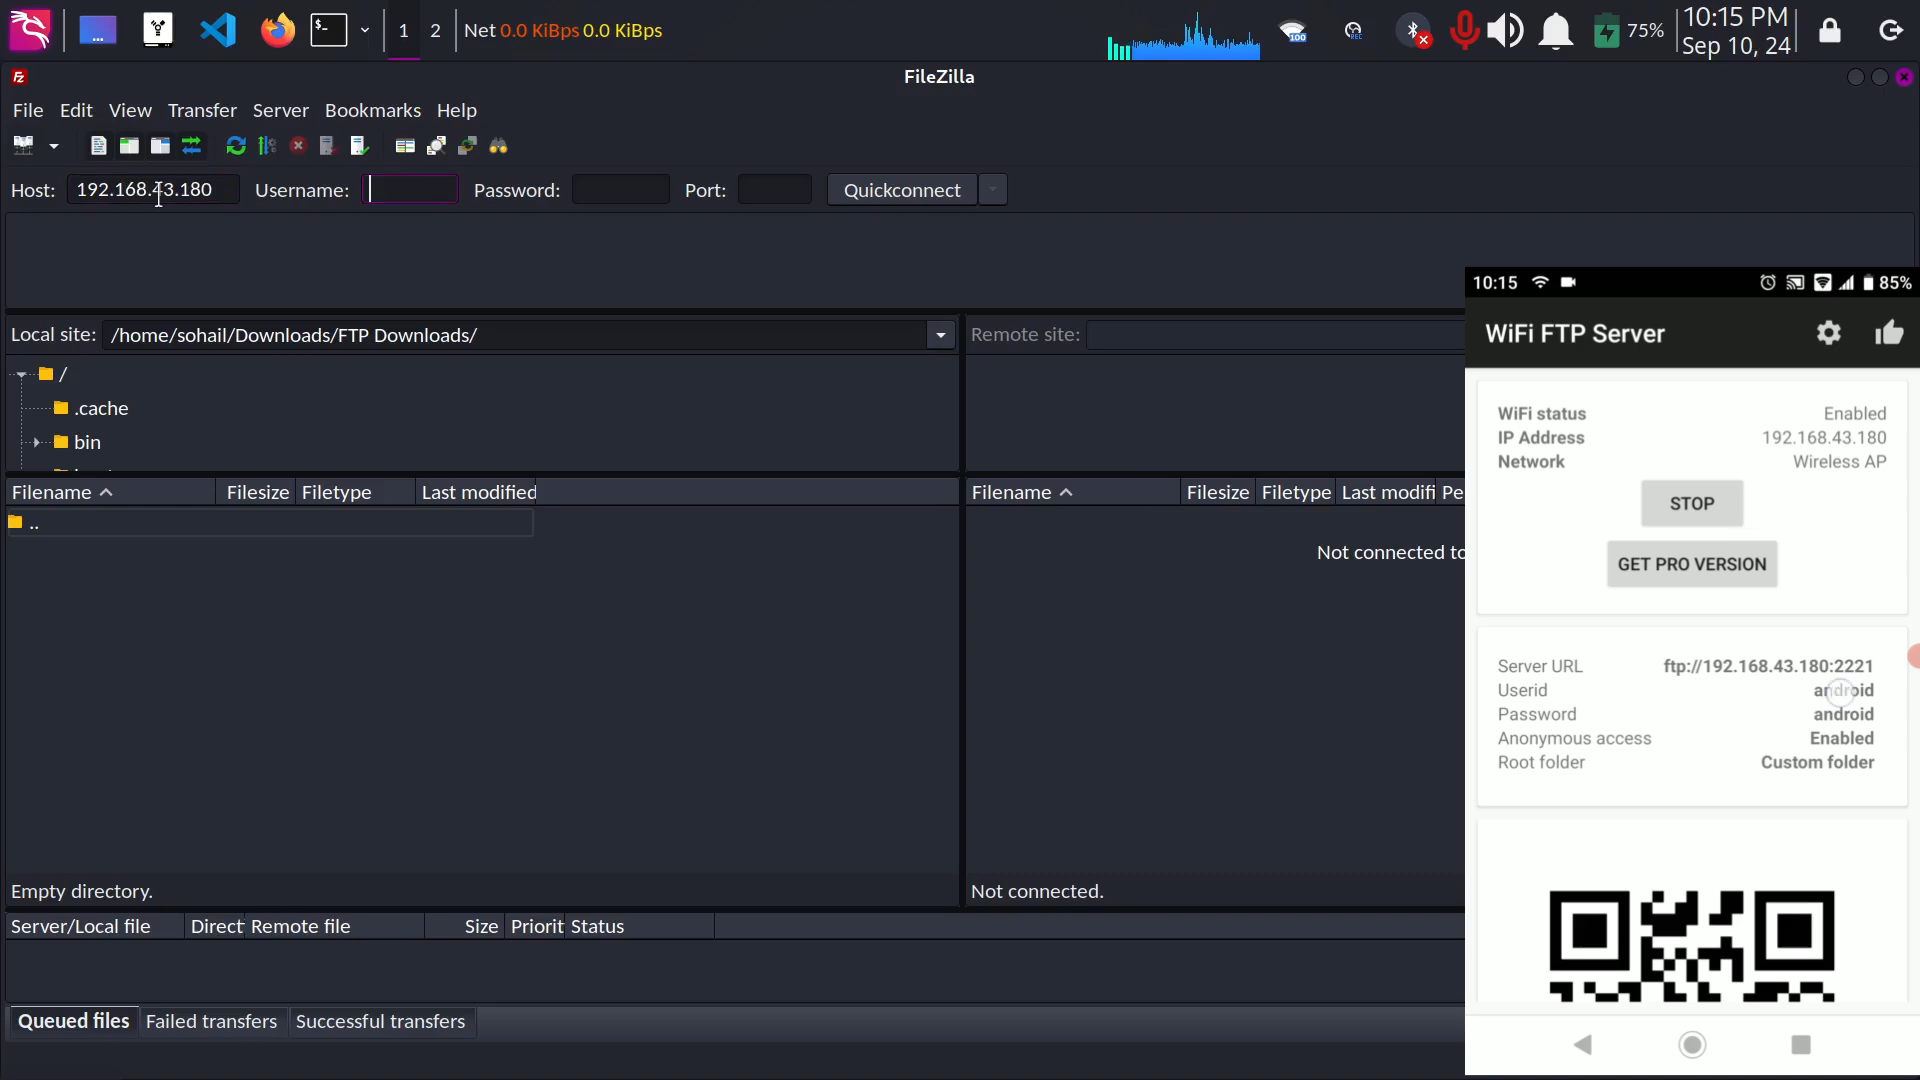 1 2 Net 0.0 KiBps 0.0 KiBps 100 REC 75% 10:15 PM
Sep 10, 24
FileZilla
File Edit View Transfer Server Bookmarks Help
Host: 192.168.43.180 Username: Password: Port: Quickconnect
Local site: /home/sohail/Downloads/FTP Downloads/
Remote site:
/
.cache
bin
Filename Filesize Filetype Last modified
..
Empty directory.
Filename Filesize Filetype Last modifi Pe
Not connected to
Not connected.
Server/Local file Direct Remote file Size Priorit Status
Queued files Failed transfers Successful transfers
10:15 85%
WiFi FTP Server
WiFi status Enabled
IP Address 192.168.43.180
Network Wireless AP
STOP
GET PRO VERSION
Server URL ftp://192.168.43.180:2221
Userid android
Password android
Anonymous access Enabled
Root folder Custom folder